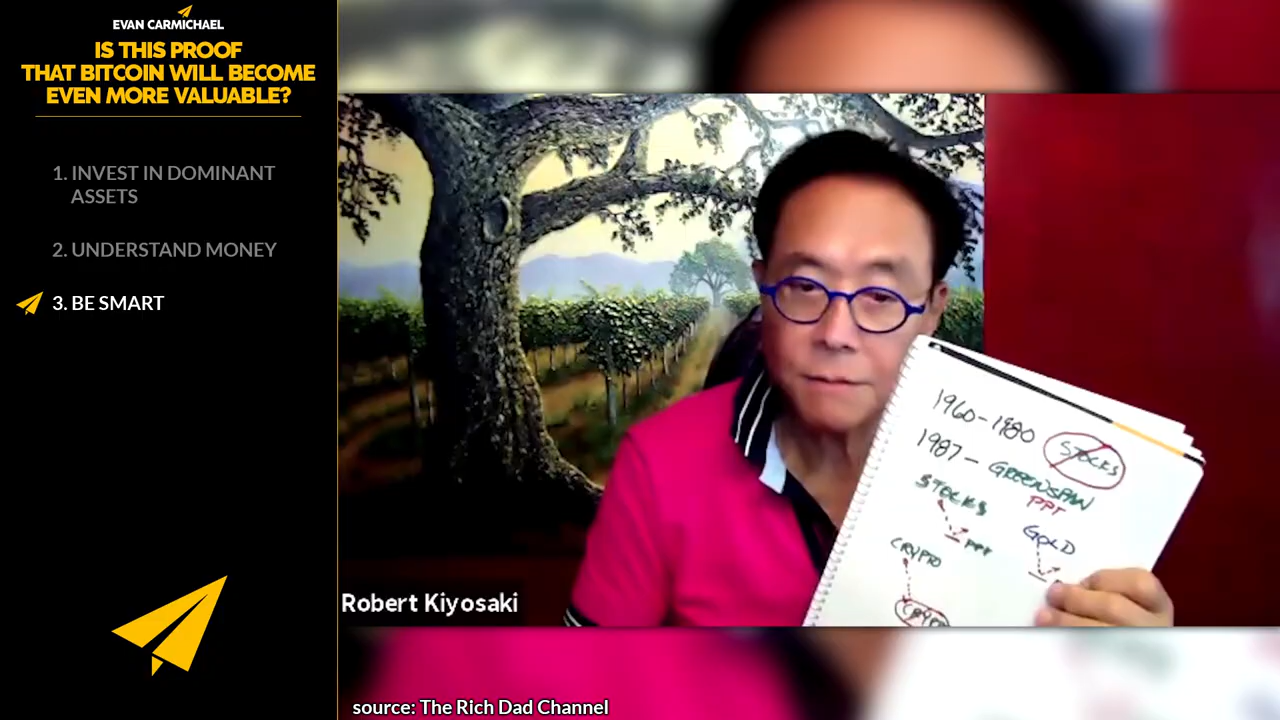 EVAN CARMICHAEL
IS THIS PROOF
THAT BITCOIN WILL BECOME
EVEN MORE VALUABLE?
1. INVEST IN DOMINANT
ASSETS
2. UNDERSTAND MONEY
3. BE SMART
1960-1980 STOCKS
1987- GREENSPAN
PPT
STOCKS
PPT
GOLD
CRYPTO
Robert Kiyosaki
source: The Rich Dad Channel